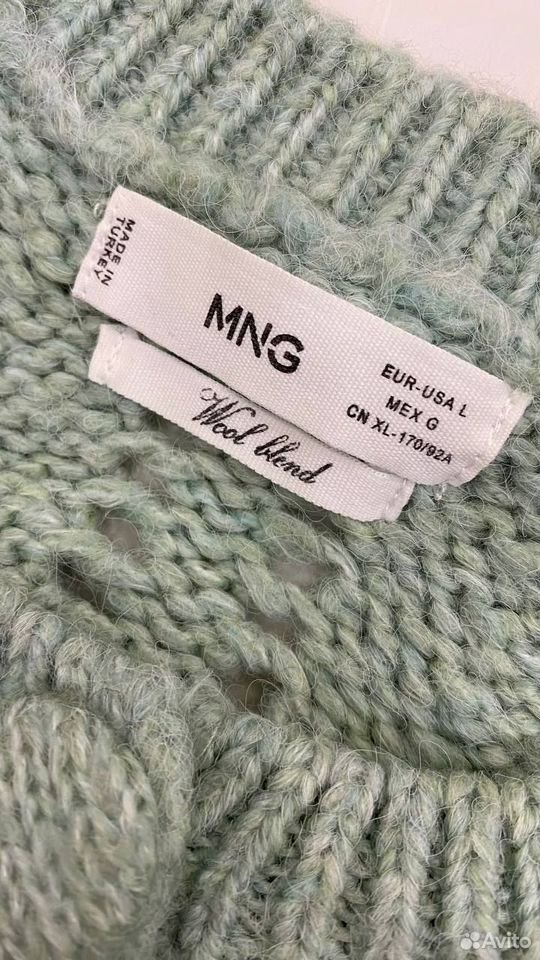 MADE IN
TURKEY
MNG
EUR-USA L
MEX G
CN XL-170/92A
Wool blend
Avito